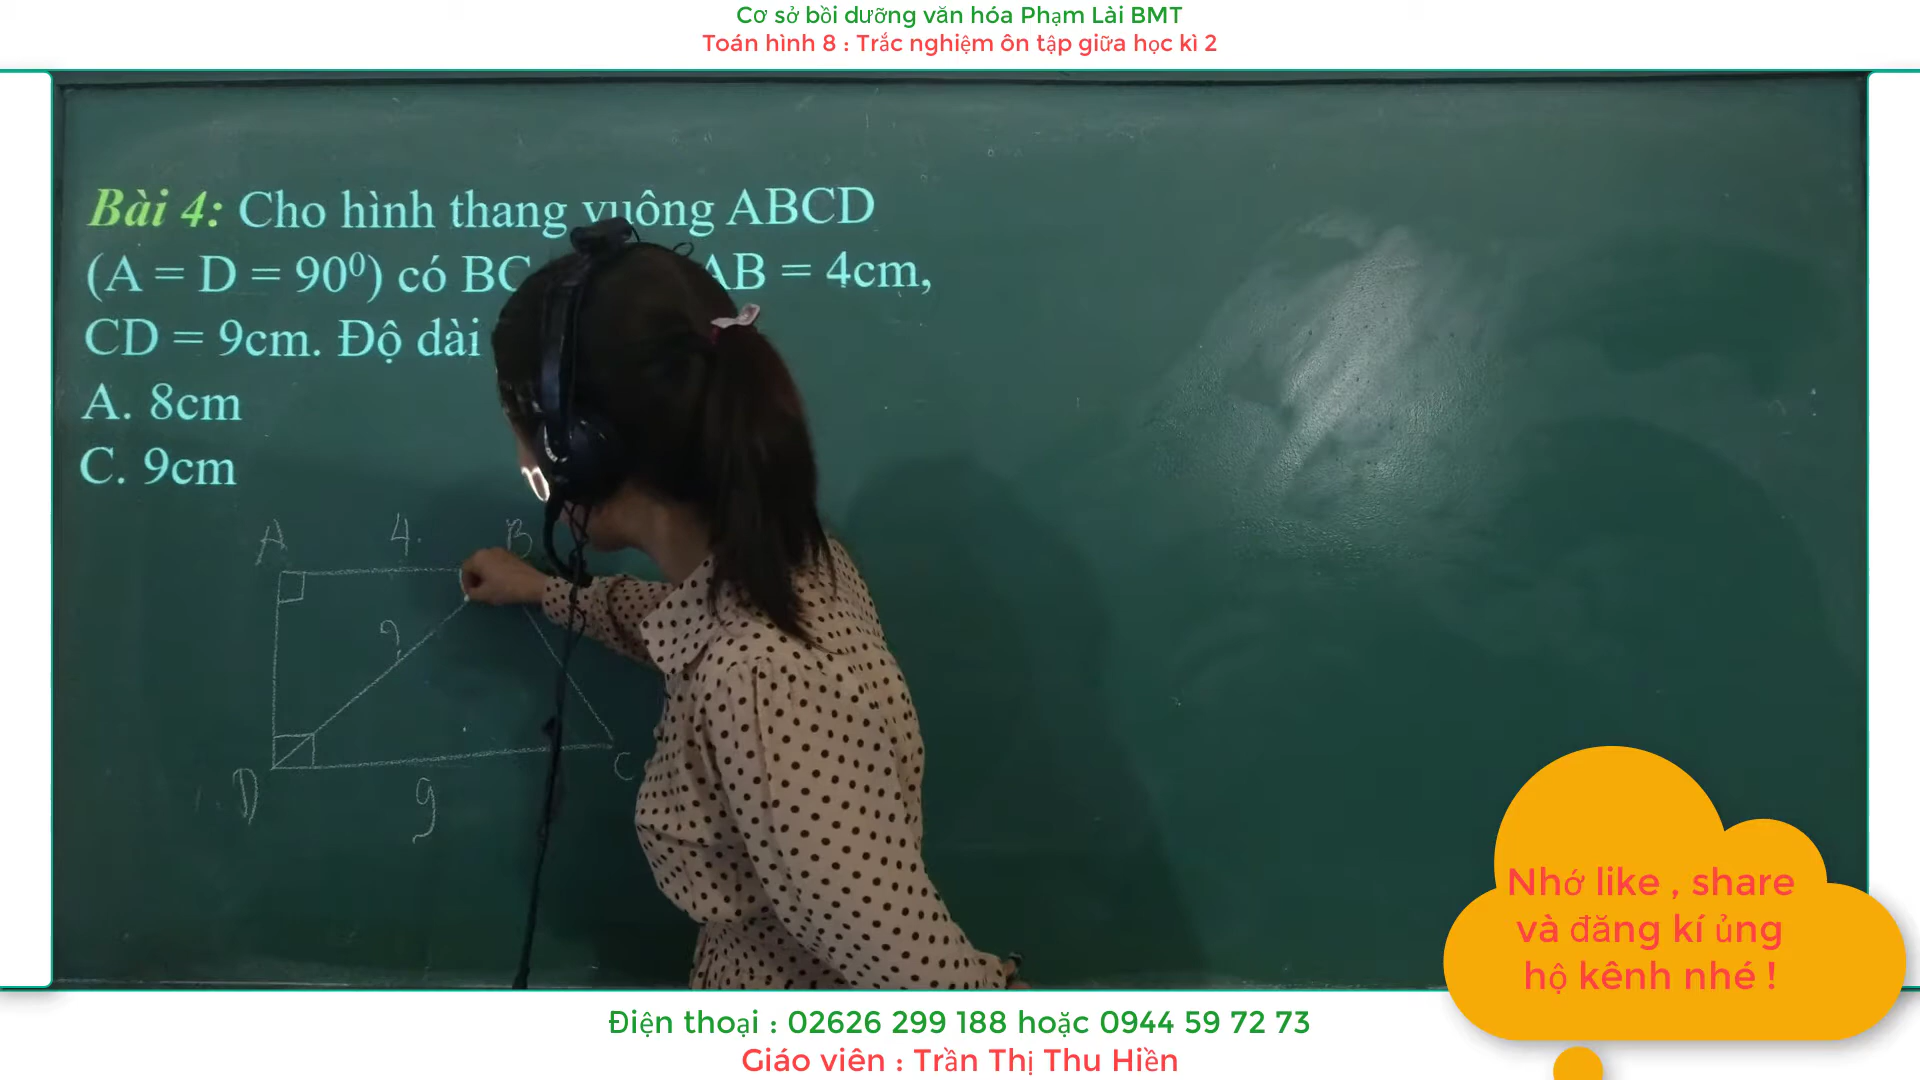 Cơ sở bồi dưỡng văn hóa Phạm Lài BMT
Toán hình 8 : Trắc nghiệm ôn tập giữa học kì 2
Bài 4: Cho hình thang vuông ABCD
(A = D = 90⁰) có BC AB = 4cm,
CD = 9cm. Độ dài
A. 8cm
C. 9cm
A 4. B
?
D 9 C
Nhớ like , share
và đăng kí ủng
hộ kênh nhé !
Điện thoại : 02626 299 188 hoặc 0944 59 72 73
Giáo viên : Trần Thị Thu Hiền